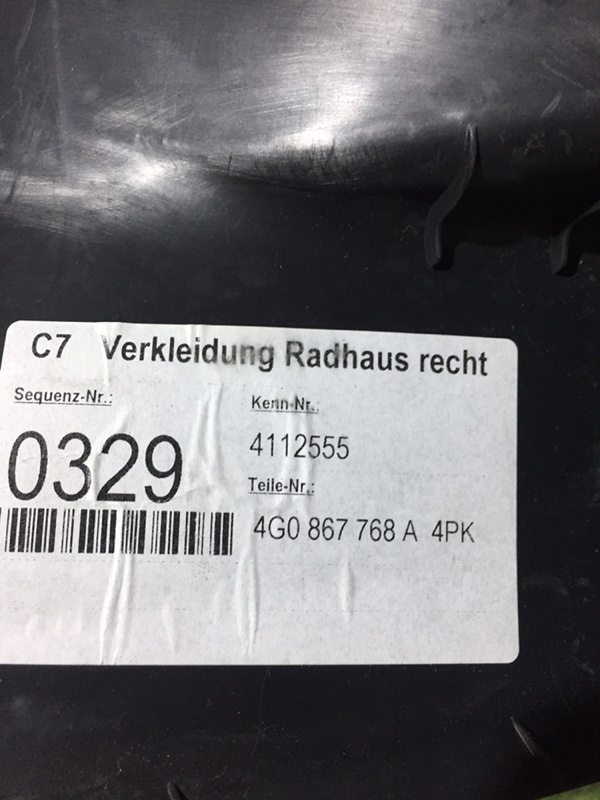 C7 Verkleidung Radhaus recht
Sequenz-Nr.:
0329
Kenn-Nr.:
4112555
Teile-Nr.:
4G0 867 768 A 4PK